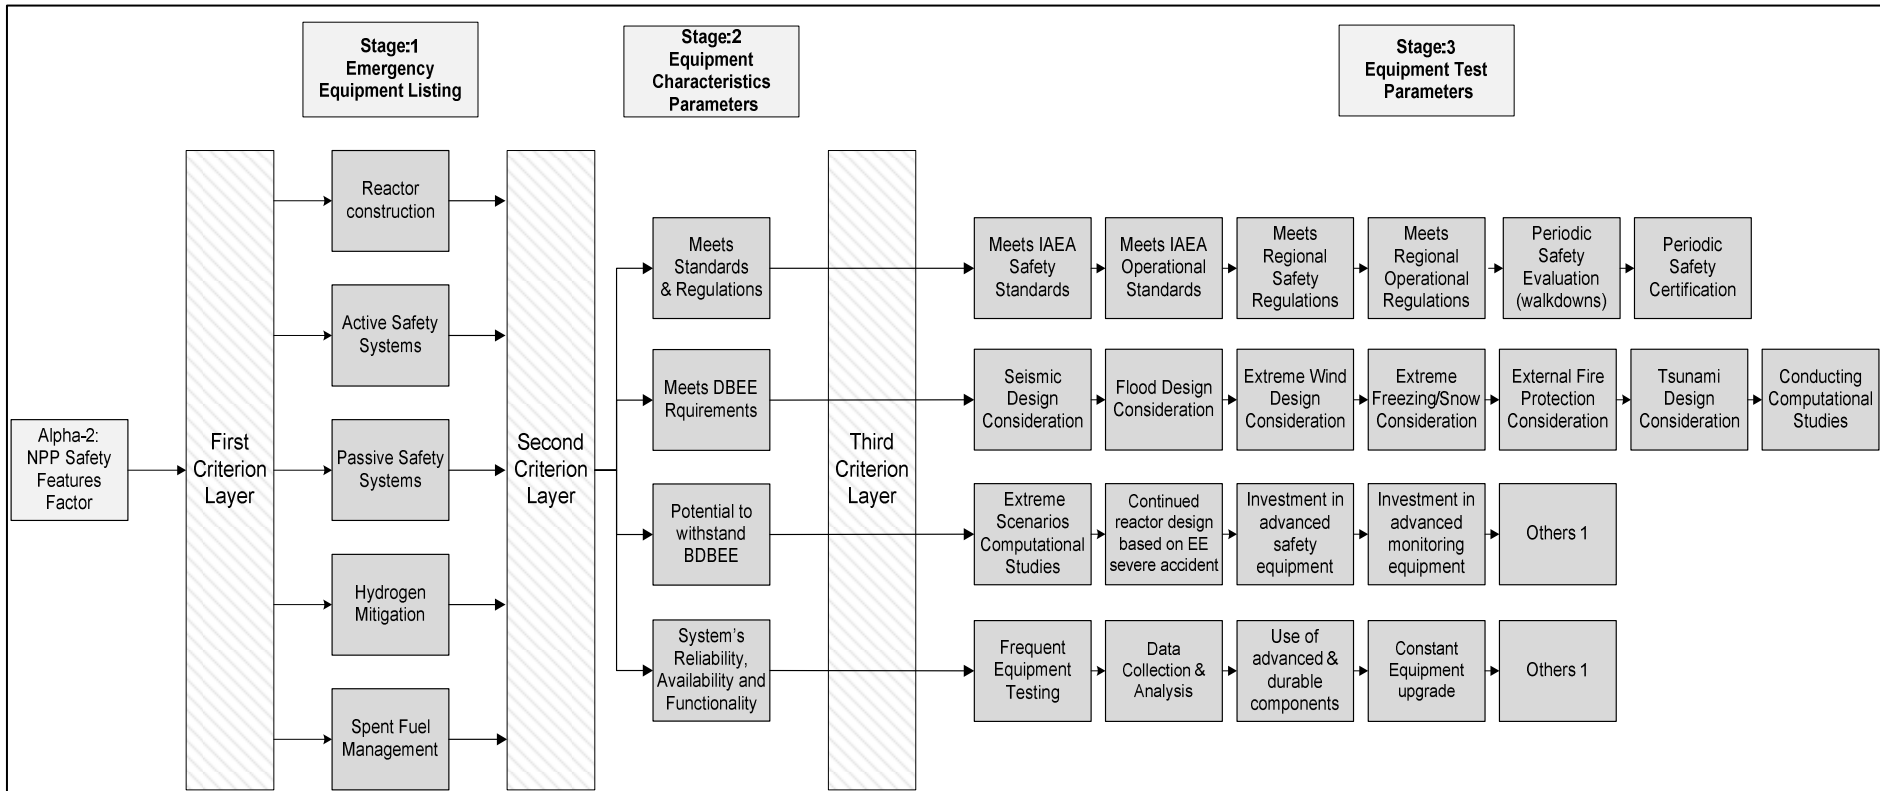 Stage:1
Emergency
Equipment Listing
Stage:2
Equipment
Characteristics
Parameters
Stage:3
Equipment Test
Parameters
Alpha-2:
NPP Safety
Features
Factor
First
Criterion
Layer
Reactor
construction
Active Safety
Systems
Passive Safety
Systems
Hydrogen
Mitigation
Spent Fuel
Management
Second
Criterion
Layer
Meets
Standards
& Regulations
Meets DBEE
Rquirements
Potential to
withstand
BDBEE
System's
Reliability,
Availability and
Functionality
Third
Criterion
Layer
Meets IAEA
Safety
Standards
Meets IAEA
Operational
Standards
Meets
Regional
Safety
Regulations
Meets
Regional
Operational
Regulations
Periodic
Safety
Evaluation
(walkdowns)
Periodic
Safety
Certification
Seismic
Design
Consideration
Flood Design
Consideration
Extreme Wind
Design
Consideration
Extreme
Freezing/Snow
Consideration
External Fire
Protection
Consideration
Tsunami
Design
Consideration
Conducting
Computational
Studies
Extreme
Scenarios
Computational
Studies
Continued
reactor design
based on EE
severe accident
Investment in
advanced
safety
equipment
Investment in
advanced
monitoring
equipment
Others 1
Frequent
Equipment
Testing
Data
Collection &
Analysis
Use of
advanced &
durable
components
Constant
Equipment
upgrade
Others 1